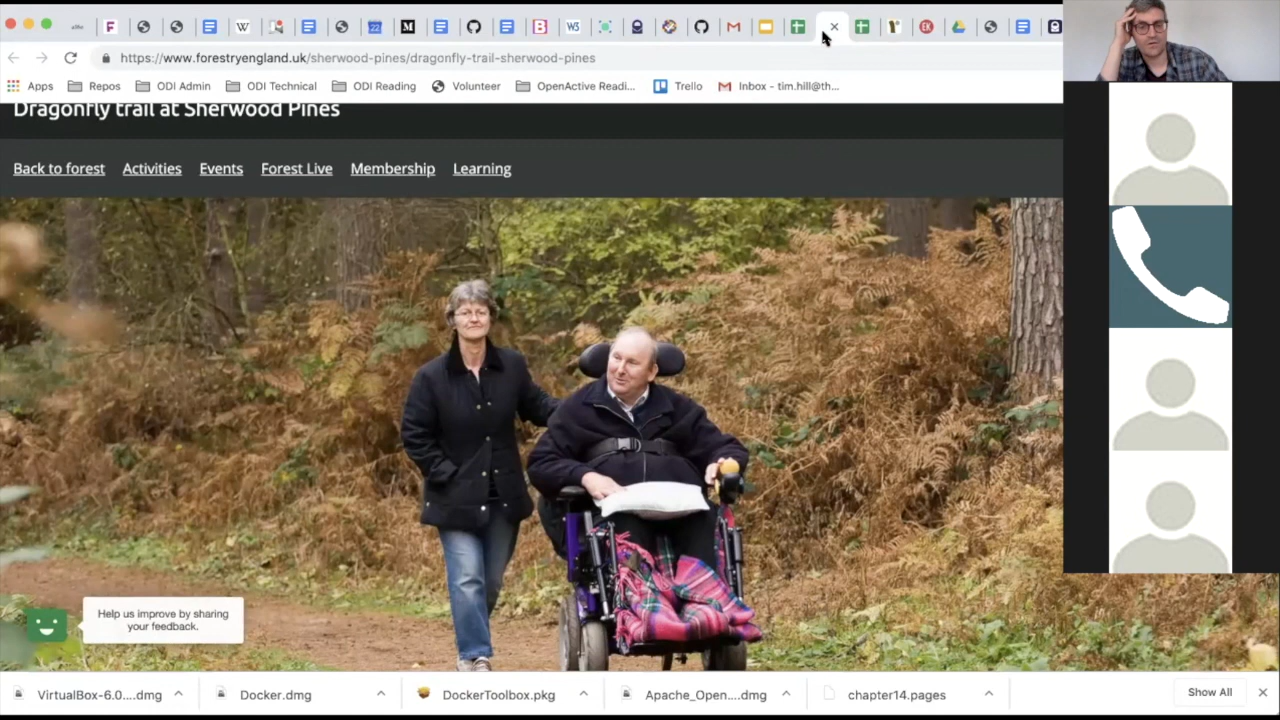 22
M
B
W3
EK
https://www.forestryengland.uk/sherwood-pines/dragonfly-trail-sherwood-pines
Apps Repos ODI Admin ODI Technical ODI Reading Volunteer OpenActive Readi... Trello Inbox - tim.hill@th...
Dragonfly trail at Sherwood Pines
Back to forest Activities Events Forest Live Membership Learning
Help us improve by sharing
your feedback.
VirtualBox-6.0....dmg Docker.dmg DockerToolbox.pkg Apache_Open....dmg chapter14.pages Show All